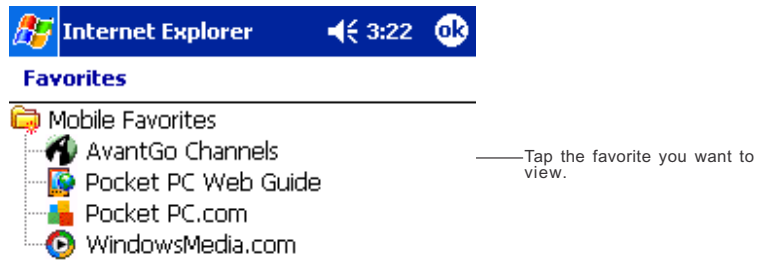 Internet Explorer 3:22 ok
Favorites
Mobile Favorites
AvantGo Channels
Pocket PC Web Guide
Pocket PC.com
WindowsMedia.com
Tap the favorite you want to
view.